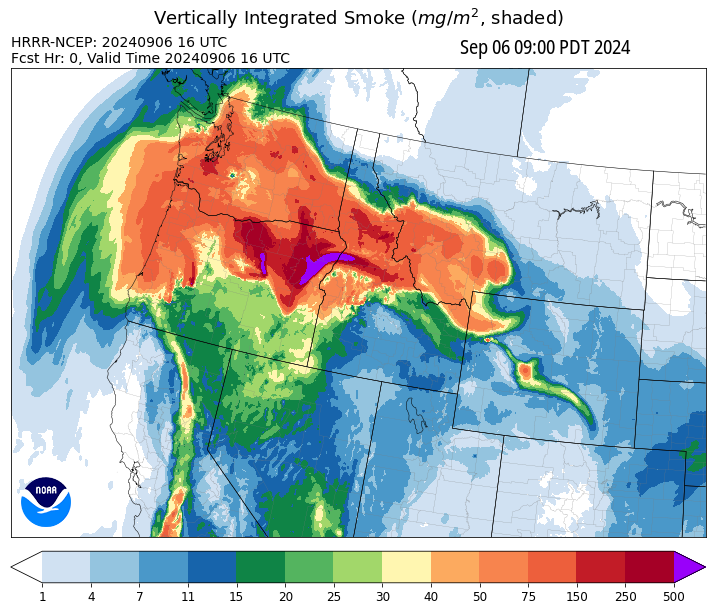 Vertically Integrated Smoke (mg/m², shaded)
HRRR-NCEP: 20240906 16 UTC
Fcst Hr: 0, Valid Time 20240906 16 UTC
Sep 06 09:00 PDT 2024
NOAA
1 4 7 11 15 20 25 30 40 50 75 150 250 500